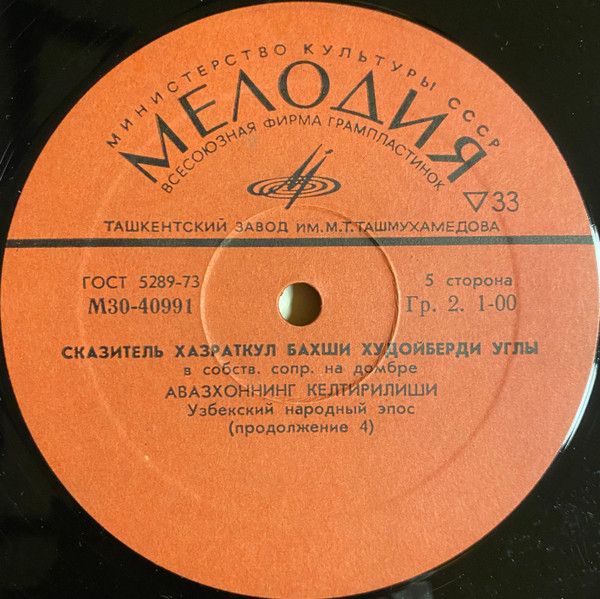 МИНИСТЕРСТВО КУЛЬТУРЫ СССР
МЕЛОДИЯ
ВСЕСОЮЗНАЯ ФИРМА ГРАМПЛАСТИНОК
▽33
ТАШКЕНТСКИЙ ЗАВОД ИМ. М.Т.ТАШМУХАМЕДОВА
ГОСТ 5289-73
5 сторона
М30-40991
Гр. 2. 1-00
СКАЗИТЕЛЬ ХАЗРАТКУЛ БАХШИ ХУДОЙБЕРДИ УГЛЫ
в собств. сопр. на домбре
АВАЗХОННИНГ КЕЛТИРИЛИШИ
Узбекский народный эпос
(продолжение 4)